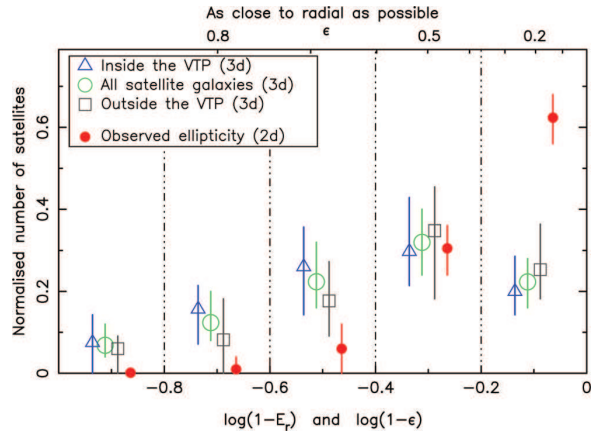 As close to radial as possible
0.8 ϵ 0.5 0.2
Inside the VTP (3d)
All satellite galaxies (3d)
Outside the VTP (3d)
Observed ellipticity (2d)
Normalised number of satellites
0.6
0.4
0.2
0
−0.8 −0.6 −0.4 −0.2 0
log(1−E_r) and log(1−ϵ)